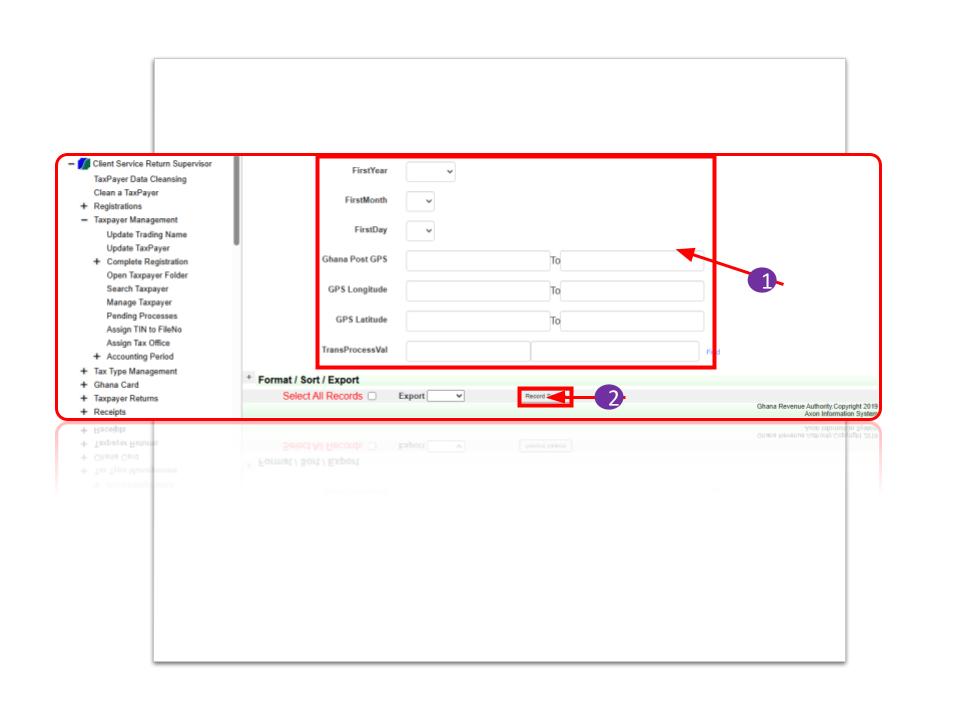 − Client Service Return Supervisor
TaxPayer Data Cleansing
Clean a TaxPayer
+ Registrations
− Taxpayer Management
Update Trading Name
Update TaxPayer
+ Complete Registration
Open Taxpayer Folder
Search Taxpayer
Manage Taxpayer
Pending Processes
Assign TIN to FileNo
Assign Tax Office
+ Accounting Period
+ Tax Type Management
+ Ghana Card
+ Taxpayer Returns
+ Receipts
FirstYear
FirstMonth
FirstDay
Ghana Post GPS To
GPS Longitude To
GPS Latitude To
TransProcessVal
1
+ Format / Sort / Export
Select All Records Export Record
2
Ghana Revenue Authority.Copyright 2019
Axon Information System